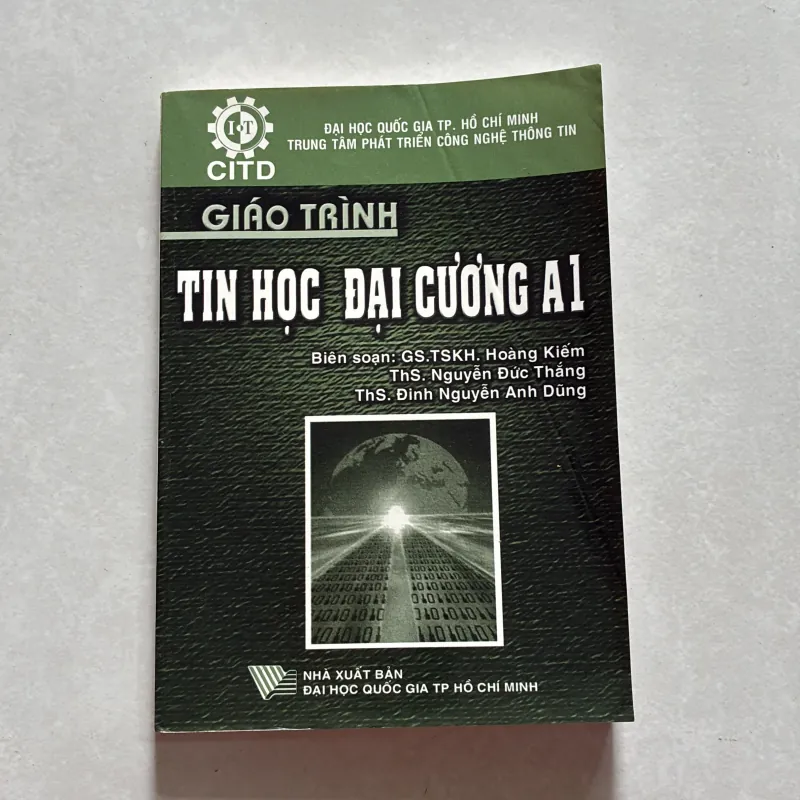 I T
CITD
ĐẠI HỌC QUỐC GIA TP. HỒ CHÍ MINH
TRUNG TÂM PHÁT TRIỂN CÔNG NGHỆ THÔNG TIN
GIÁO TRÌNH
TIN HỌC ĐẠI CƯƠNG A1
Biên soạn: GS.TSKH. Hoàng Kiếm
ThS. Nguyễn Đức Thắng
ThS. Đinh Nguyễn Anh Dũng
NHÀ XUẤT BẢN
ĐẠI HỌC QUỐC GIA TP HỒ CHÍ MINH